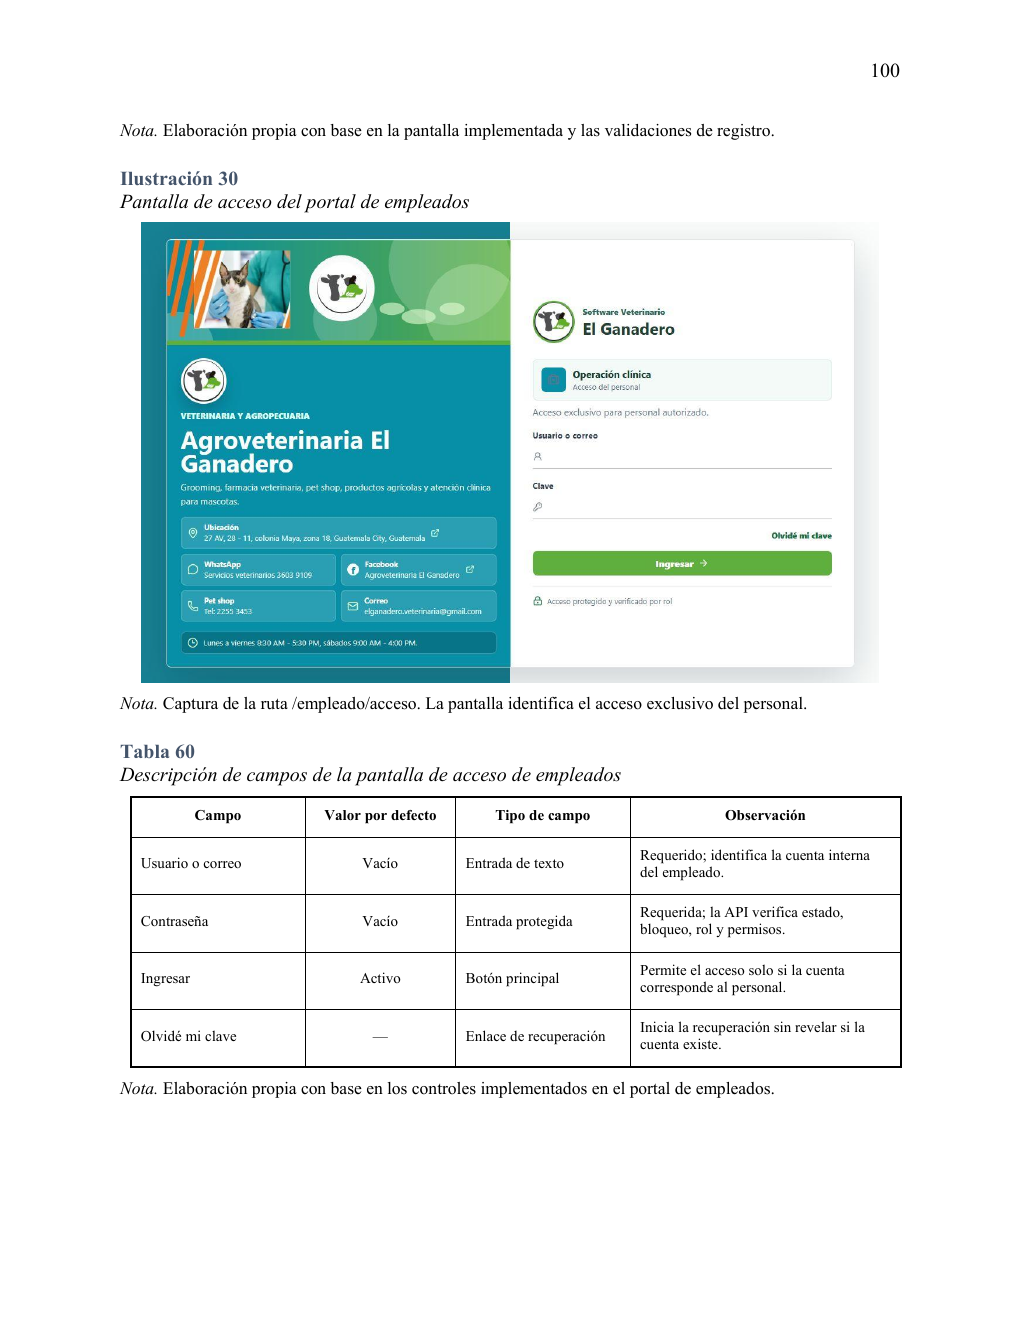 100
Nota. Elaboración propia con base en la pantalla implementada y las validaciones de registro.
Ilustración 30
Pantalla de acceso del portal de empleados
VETERINARIA Y AGROPECUARIA
Agroveterinaria El
Ganadero
Grooming, farmacia veterinaria, pet shop, productos agrícolas y atención clínica
para mascotas.
Ubicación
27 AV, 28 - 11, colonia Maya, zona 18, Guatemala City, Guatemala
WhatsApp
Servicios veterinarios 3603 9109
Facebook
Agroveterinaria El Ganadero
Pet shop
Tel: 2255 3453
Correo
elganadero.veterinaria@gmail.com
Lunes a viernes 8:30 AM - 5:30 PM, sábados 9:00 AM - 4:00 PM.
Software Veterinario
El Ganadero
Operación clínica
Acceso del personal
Acceso exclusivo para personal autorizado.
Usuario o correo
Clave
Olvidé mi clave
Ingresar
Acceso protegido y verificado por rol
Nota. Captura de la ruta /empleado/acceso. La pantalla identifica el acceso exclusivo del personal.
Tabla 60
Descripción de campos de la pantalla de acceso de empleados
Campo Valor por defecto Tipo de campo Observación
Usuario o correo Vacío Entrada de texto Requerido; identifica la cuenta interna
del empleado.
Contraseña Vacío Entrada protegida Requerida; la API verifica estado,
bloqueo, rol y permisos.
Ingresar Activo Botón principal Permite el acceso solo si la cuenta
corresponde al personal.
Olvidé mi clave — Enlace de recuperación Inicia la recuperación sin revelar si la
cuenta existe.
Nota. Elaboración propia con base en los controles implementados en el portal de empleados.